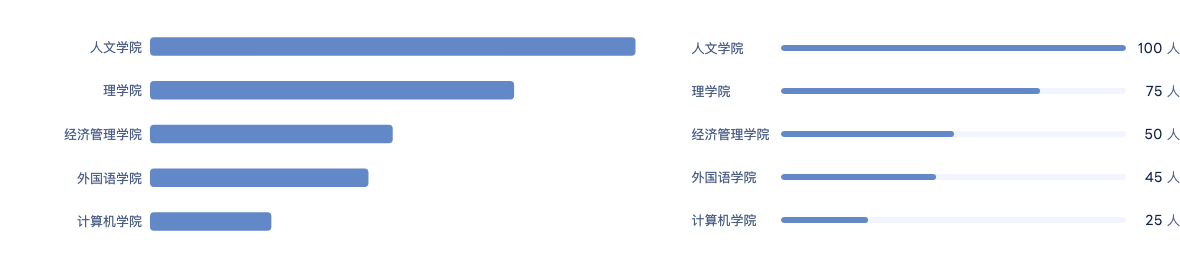 人文学院
理学院
经济管理学院
外国语学院
计算机学院
人文学院 100 人
理学院 75 人
经济管理学院 50 人
外国语学院 45 人
计算机学院 25 人